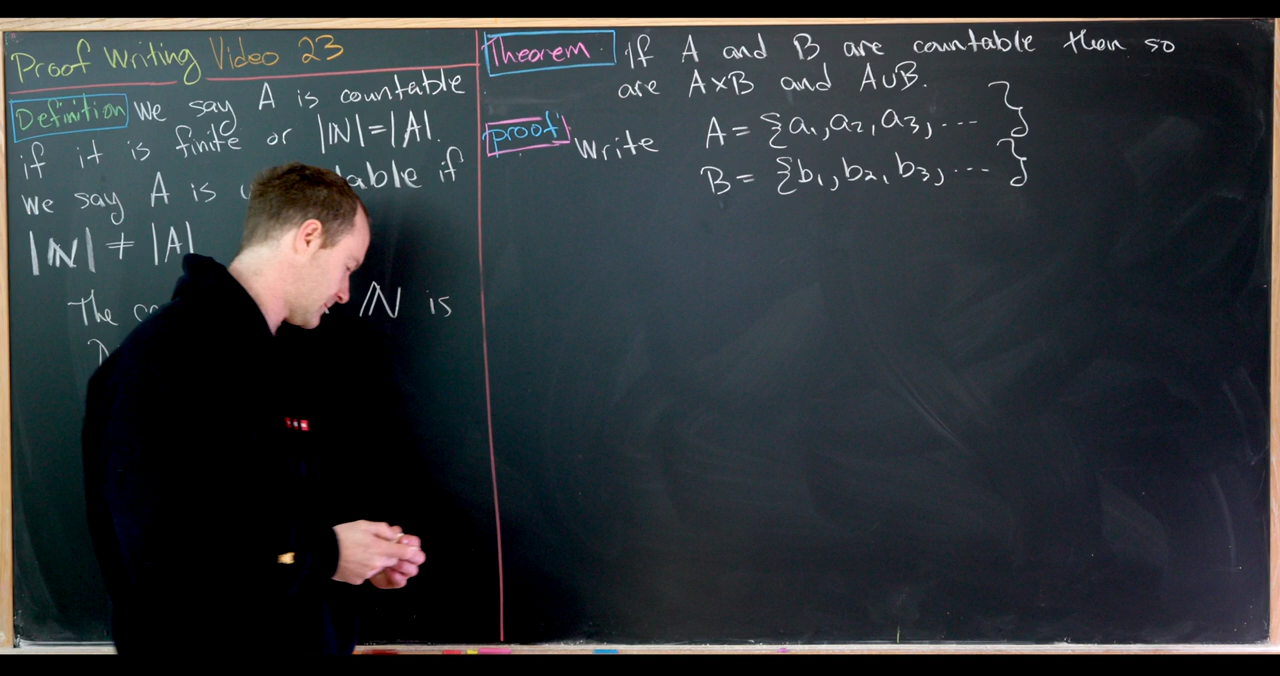 Proof Writing Video 23
Definition We say A is countable
if it is finite or |ℕ|=|A|.
We say A is if
|ℕ| ≠ |A|
The ℕ is
Theorem If A and B are countable then so
are A×B and A∪B.
proof Write A = {a₁, a₂, a₃, ... }
B = {b₁, b₂, b₃, ... }